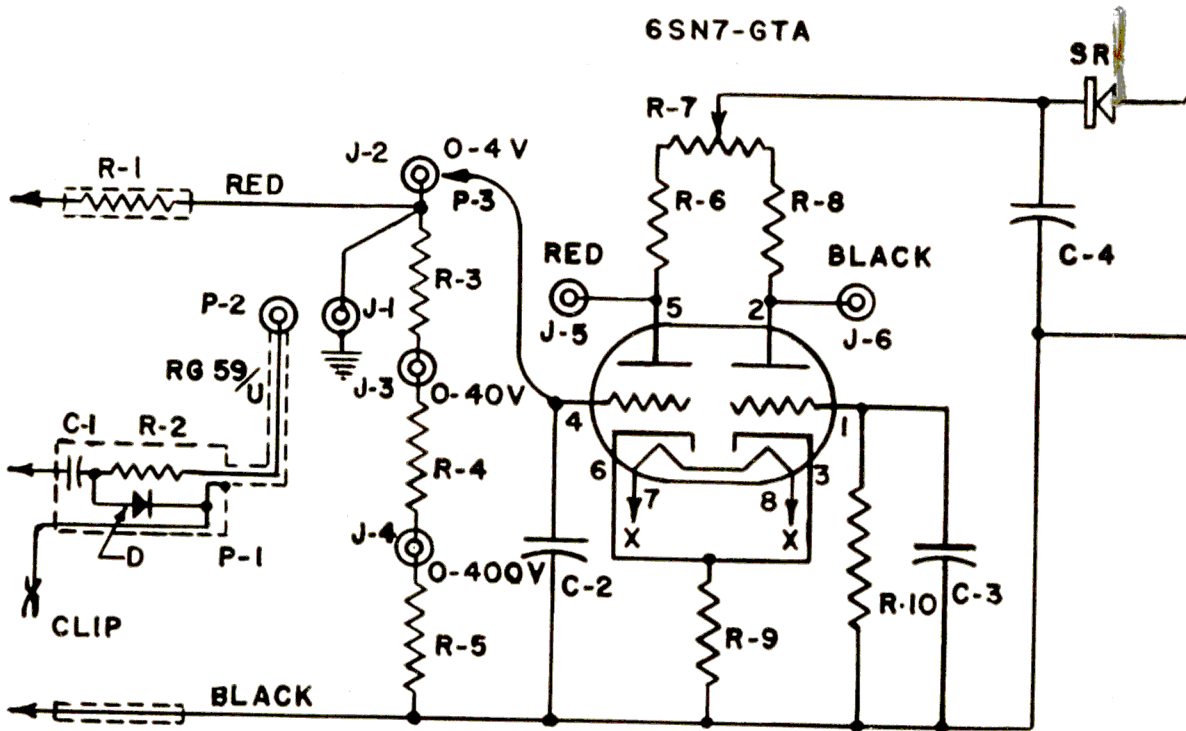 6SN7-GTA
SR
R-7
J-2
0-4V
R-1
RED
P-3
R-6
R-8
RED
BLACK
C-4
R-3
P-2
J-1
5
2
J-5
J-6
RG 59/U
J-3
0-40V
4
1
C-1
R-2
R-4
6
3
7
8
X
X
D
P-1
J-4
0-400V
C-2
R-10
C-3
CLIP
R-5
R-9
BLACK